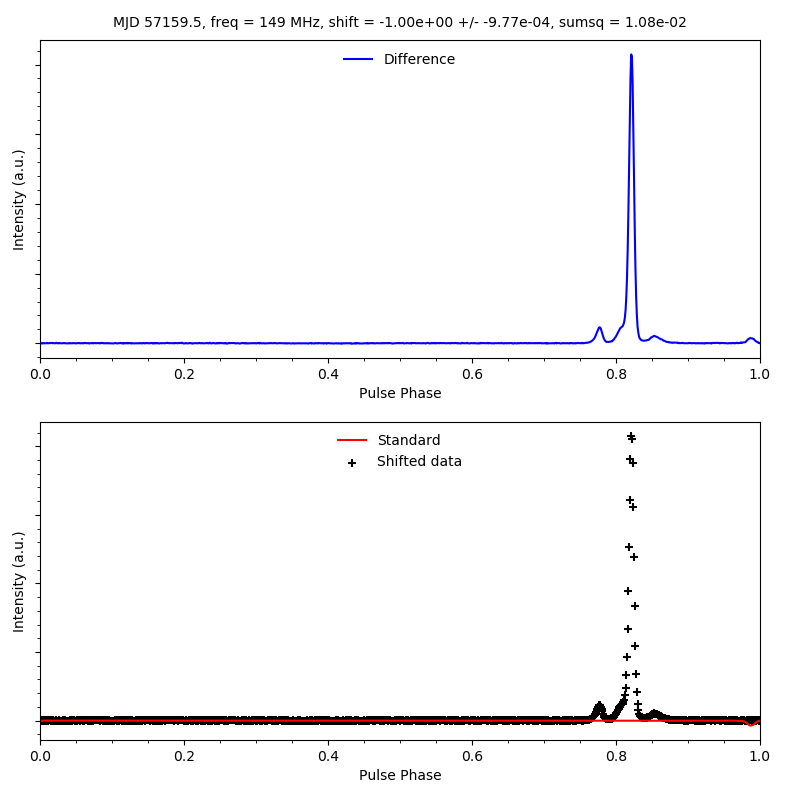 MJD 57159.5, freq = 149 MHz, shift = -1.00e+00 +/- -9.77e-04, sumsq = 1.08e-02
Difference
Intensity (a.u.)
0.0 0.2 0.4 0.6 0.8 1.0
Pulse Phase
Standard
Shifted data
Intensity (a.u.)
0.0 0.2 0.4 0.6 0.8 1.0
Pulse Phase